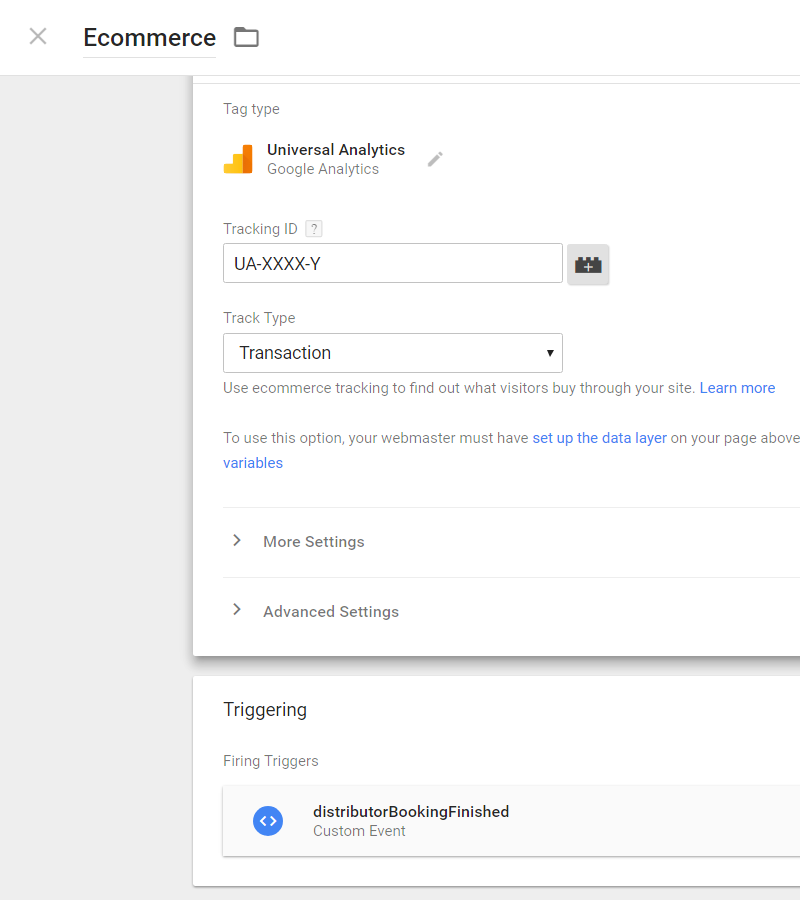 Ecommerce
Tag type
Universal Analytics
Google Analytics
Tracking ID ?
UA-XXXX-Y
Track Type
Transaction
Use ecommerce tracking to find out what visitors buy through your site. Learn more
To use this option, your webmaster must have set up the data layer on your page above
variables
More Settings
Advanced Settings
Triggering
Firing Triggers
distributorBookingFinished
Custom Event